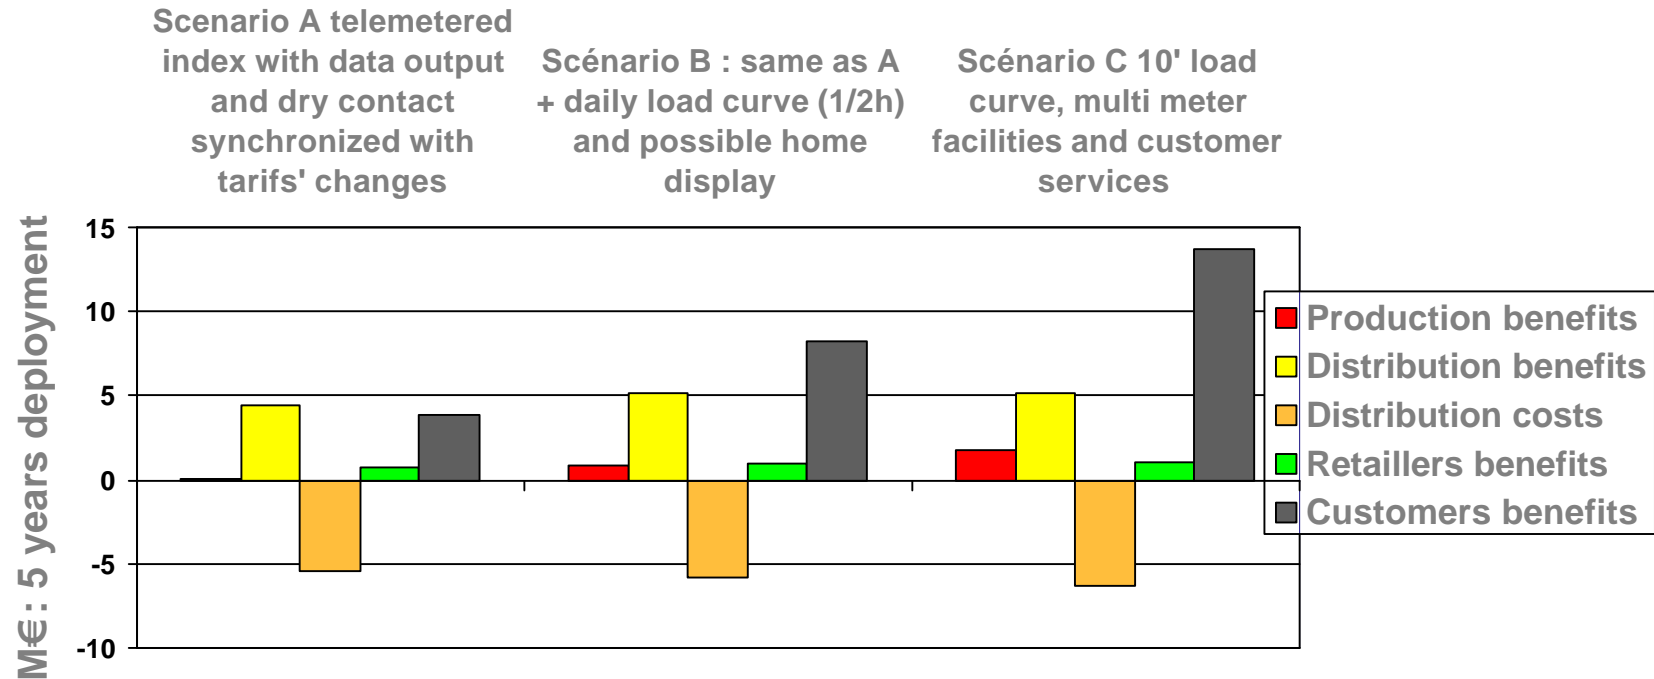 Scenario A telemetered
index with data output
and dry contact
synchronized with
tarifs' changes
Scénario B : same as A
+ daily load curve (1/2h)
and possible home
display
Scénario C 10' load
curve, multi meter
facilities and customer
services
M€: 5 years deployment
15
10
5
0
-5
-10
Production benefits
Distribution benefits
Distribution costs
Retaillers benefits
Customers benefits